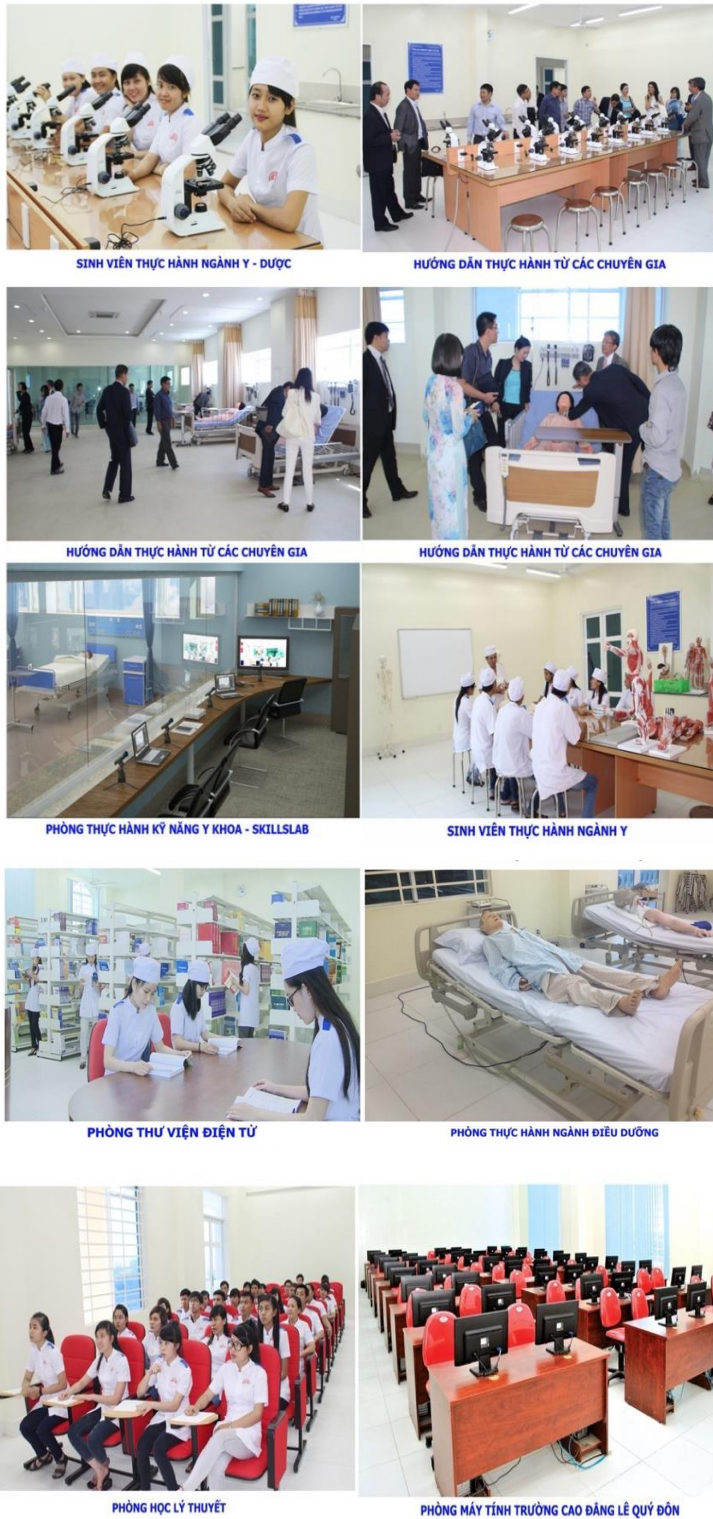 SINH VIÊN THỰC HÀNH NGÀNH Y - DƯỢC
HƯỚNG DẪN THỰC HÀNH TỪ CÁC CHUYÊN GIA
HƯỚNG DẪN THỰC HÀNH TỪ CÁC CHUYÊN GIA
HƯỚNG DẪN THỰC HÀNH TỪ CÁC CHUYÊN GIA
PHÒNG THỰC HÀNH KỸ NĂNG Y KHOA - SKILLSLAB
SINH VIÊN THỰC HÀNH NGÀNH Y
PHÒNG THƯ VIỆN ĐIỆN TỬ
PHÒNG THỰC HÀNH NGÀNH ĐIỀU DƯỠNG
PHÒNG HỌC LÝ THUYẾT
PHÒNG MÁY TÍNH TRƯỜNG CAO ĐẲNG LÊ QUÝ ĐÔN